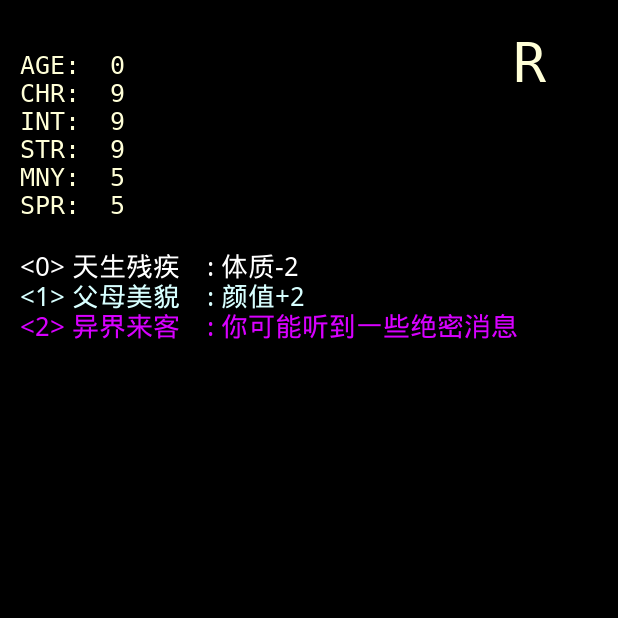 R
AGE: 0
CHR: 9
INT: 9
STR: 9
MNY: 5
SPR: 5
<0> 天生残疾 : 体质-2
<1> 父母美貌 : 颜值+2
<2> 异界来客 : 你可能听到一些绝密消息